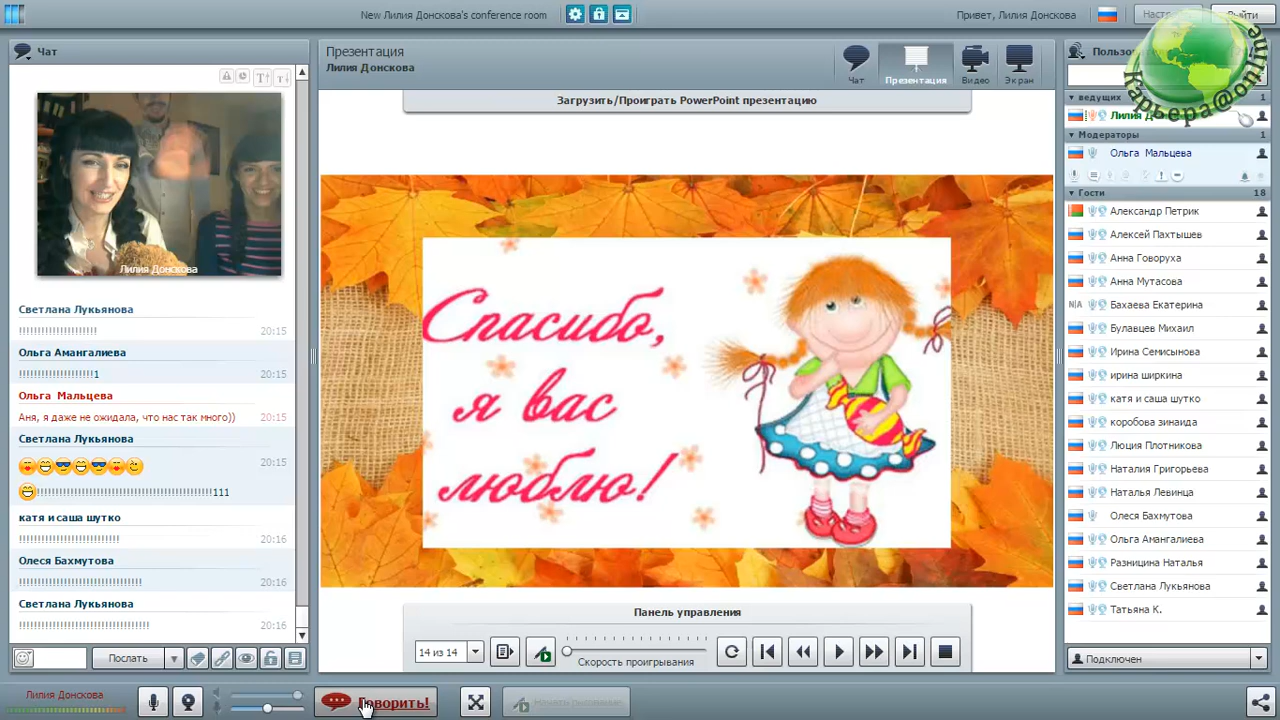 New Лилия Донскова's conference room
Привет, Лилия Донскова
Выйти
Чат
Лилия Донскова
Светлана Лукьянова
!!!!!!!!!!!!!!!!!!!!! 20:15
Ольга Амангалиева
!!!!!!!!!!!!!!!!!!!!1 20:15
Ольга Мальцева
Аня, я даже не ожидала, что нас так много)) 20:15
Светлана Лукьянова
20:15
!!!!!!!!!!!!!!!!!!!!!!!!!!!!!!!!!!!!!!!!!!!!!!!111
катя и саша шутко
!!!!!!!!!!!!!!!!!!!!!!!!!!! 20:16
Олеся Бахмутова
!!!!!!!!!!!!!!!!!!!!!!!!!!!!!!!!! 20:16
Светлана Лукьянова
!!!!!!!!!!!!!!!!!!!!!!!!!!!!!!!!!!! 20:16
Послать
Презентация
Лилия Донскова
Чат
Презентация
Видео
Экран
Загрузить/Проиграть PowerPoint презентацию
Спасибо,
я вас
люблю!
Панель управления
14 из 14
Скорость проигрывания
Карьера@online
ведущих 1
Модераторы 1
Ольга Мальцева
Гости 18
Александр Петрик
Алексей Пахтышев
Анна Говоруха
Анна Мутасова
N/A Бахаева Екатерина
Булавцев Михаил
Ирина Семисынова
ирина ширкина
катя и саша шутко
коробова зинаида
Люция Плотникова
Наталия Григорьева
Наталья Левинца
Олеся Бахмутова
Ольга Амангалиева
Разницина Наталья
Светлана Лукьянова
Татьяна К.
Подключен
Лилия Донскова
Говорить!